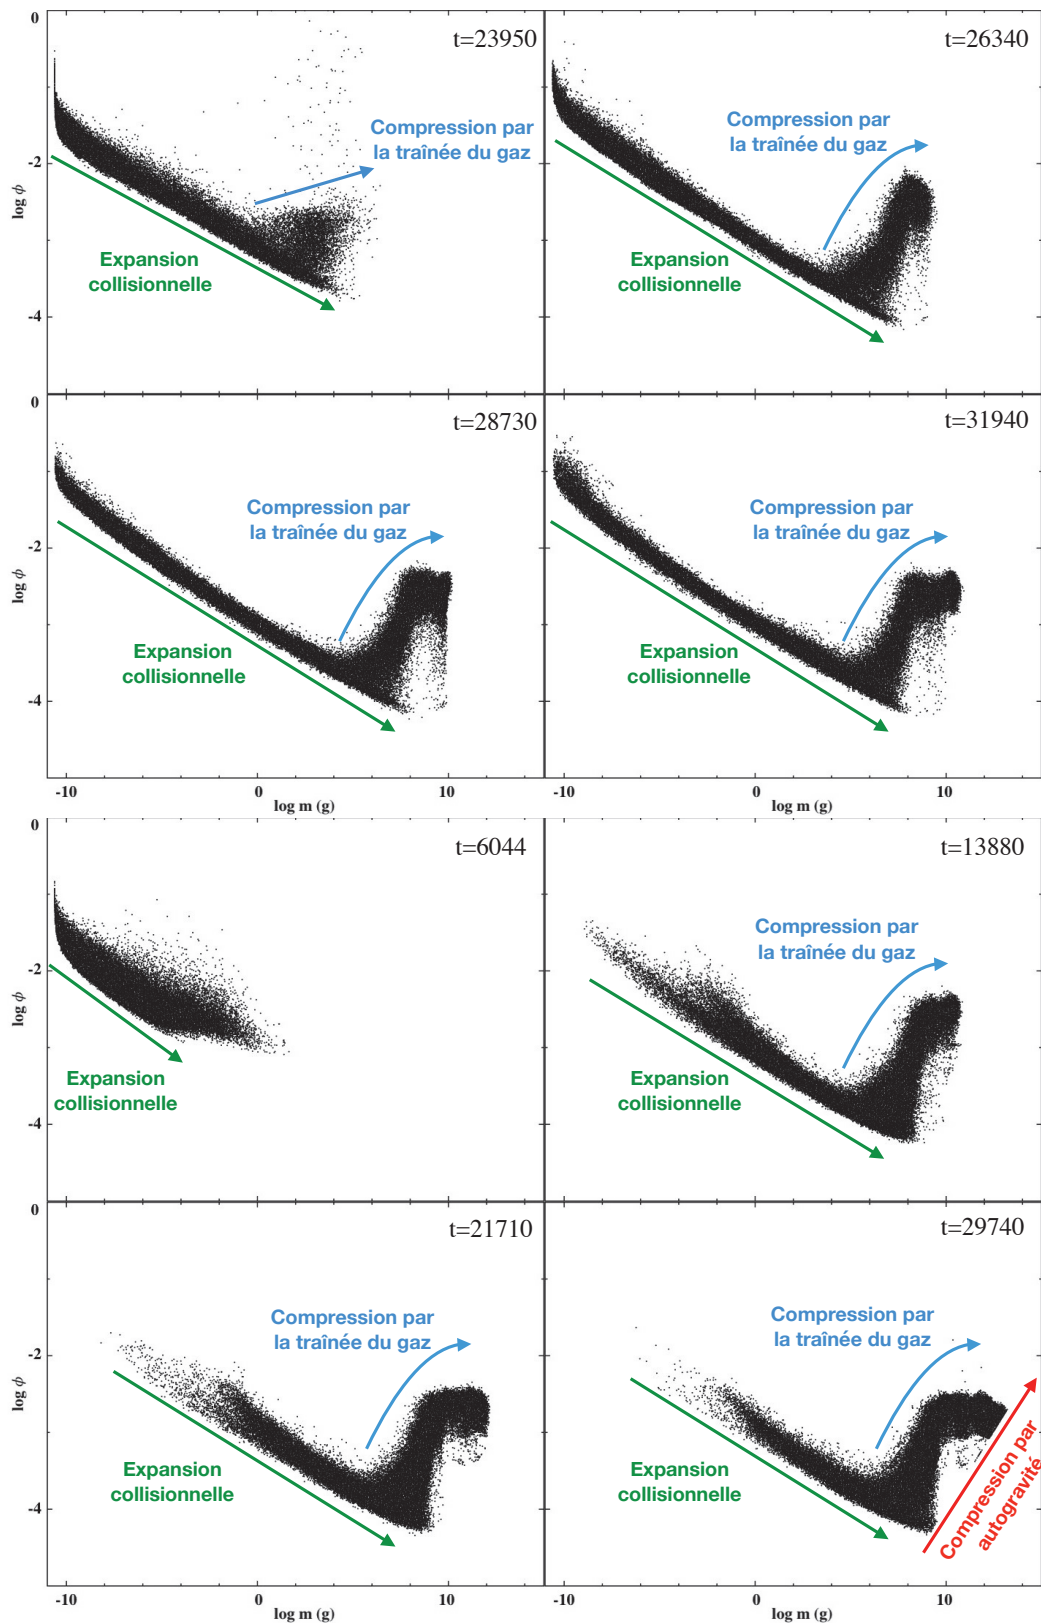 0
t=23950
t=26340
Compression par
la traînée du gaz
Compression par
la traînée du gaz
-2
log ϕ
Expansion
collisionnelle
Expansion
collisionnelle
-4
0
t=28730
t=31940
Compression par
la traînée du gaz
Compression par
la traînée du gaz
-2
log ϕ
Expansion
collisionnelle
Expansion
collisionnelle
-4
-10 0 10
-10 0 10
log m (g)
log m (g)
0
t=6044
t=13880
Compression par
la traînée du gaz
-2
log ϕ
Expansion
collisionnelle
Expansion
collisionnelle
-4
0
t=21710
t=29740
Compression par
la traînée du gaz
Compression par
la traînée du gaz
-2
log ϕ
Expansion
collisionnelle
Expansion
collisionnelle
Compression par
autogravité
-4
-10 0 10
-10 0 10
log m (g)
log m (g)